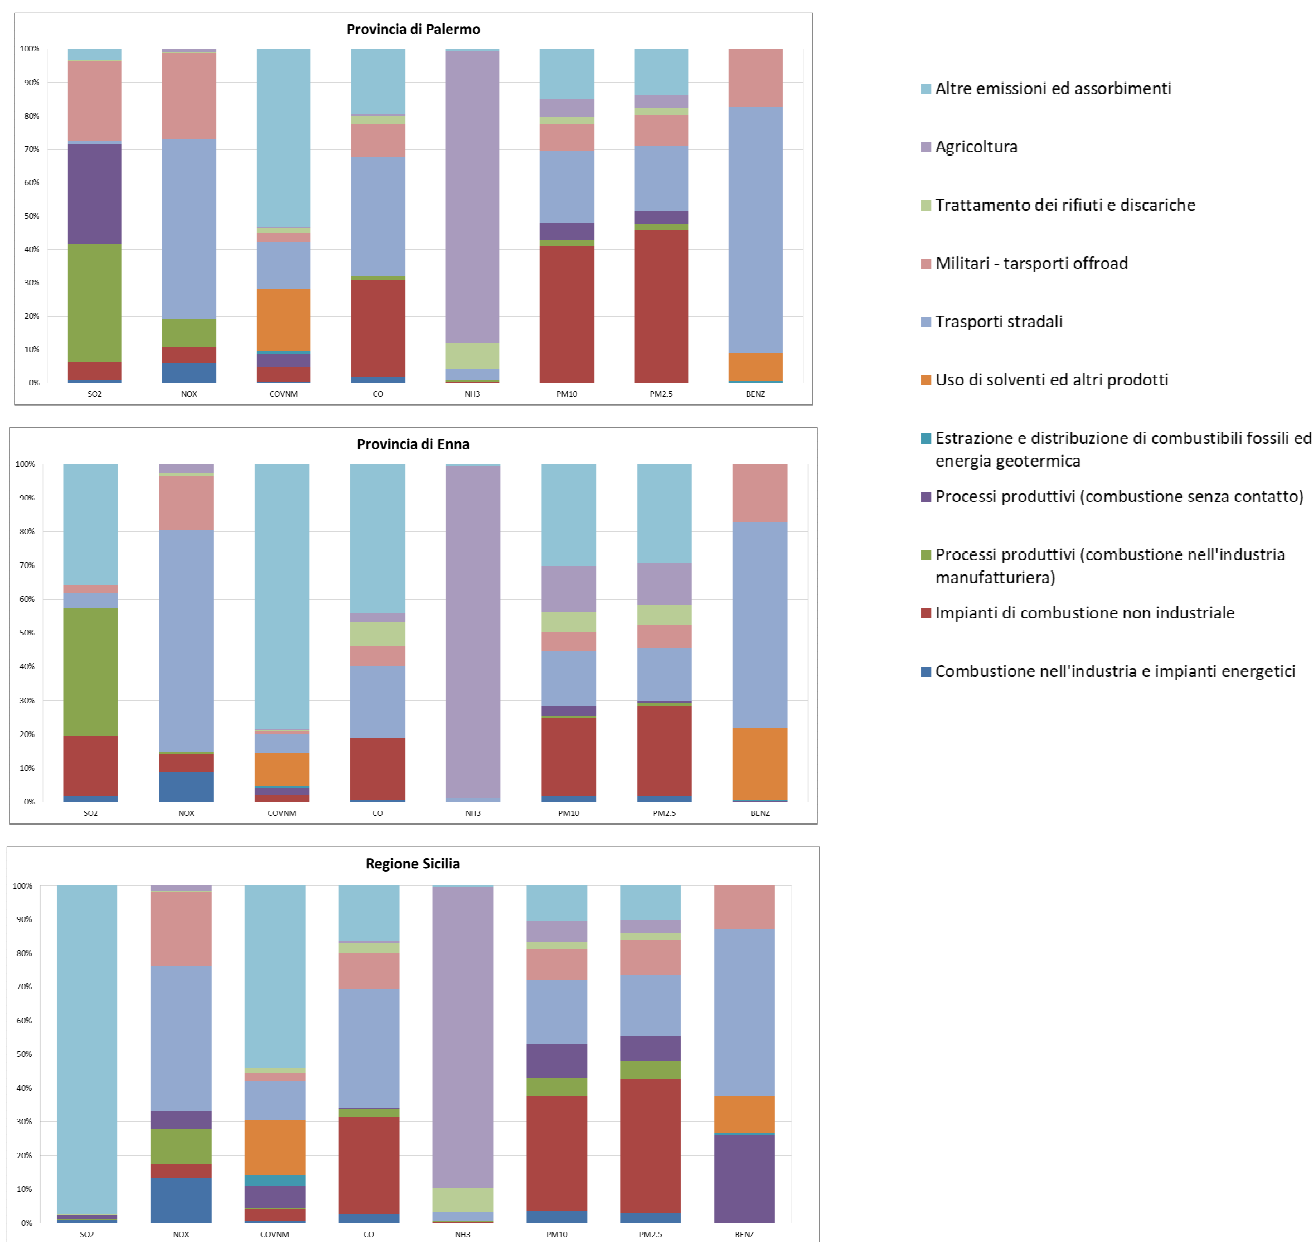 Provincia di Palermo
100%
90%
80%
70%
60%
50%
40%
30%
20%
10%
0%
SO2 NOX COVNM CO NH3 PM10 PM2.5 BENZ
Provincia di Enna
100%
90%
80%
70%
60%
50%
40%
30%
20%
10%
0%
SO2 NOX COVNM CO NH3 PM10 PM2.5 BENZ
Regione Sicilia
100%
90%
80%
70%
60%
50%
40%
30%
20%
10%
0%
SO2 NOX COVNM CO NH3 PM10 PM2.5 BENZ
Altre emissioni ed assorbimenti
Agricoltura
Trattamento dei rifiuti e discariche
Militari - tarsporti offroad
Trasporti stradali
Uso di solventi ed altri prodotti
Estrazione e distribuzione di combustibili fossili ed
energia geotermica
Processi produttivi (combustione senza contatto)
Processi produttivi (combustione nell'industria
manufatturiera)
Impianti di combustione non industriale
Combustione nell'industria e impianti energetici